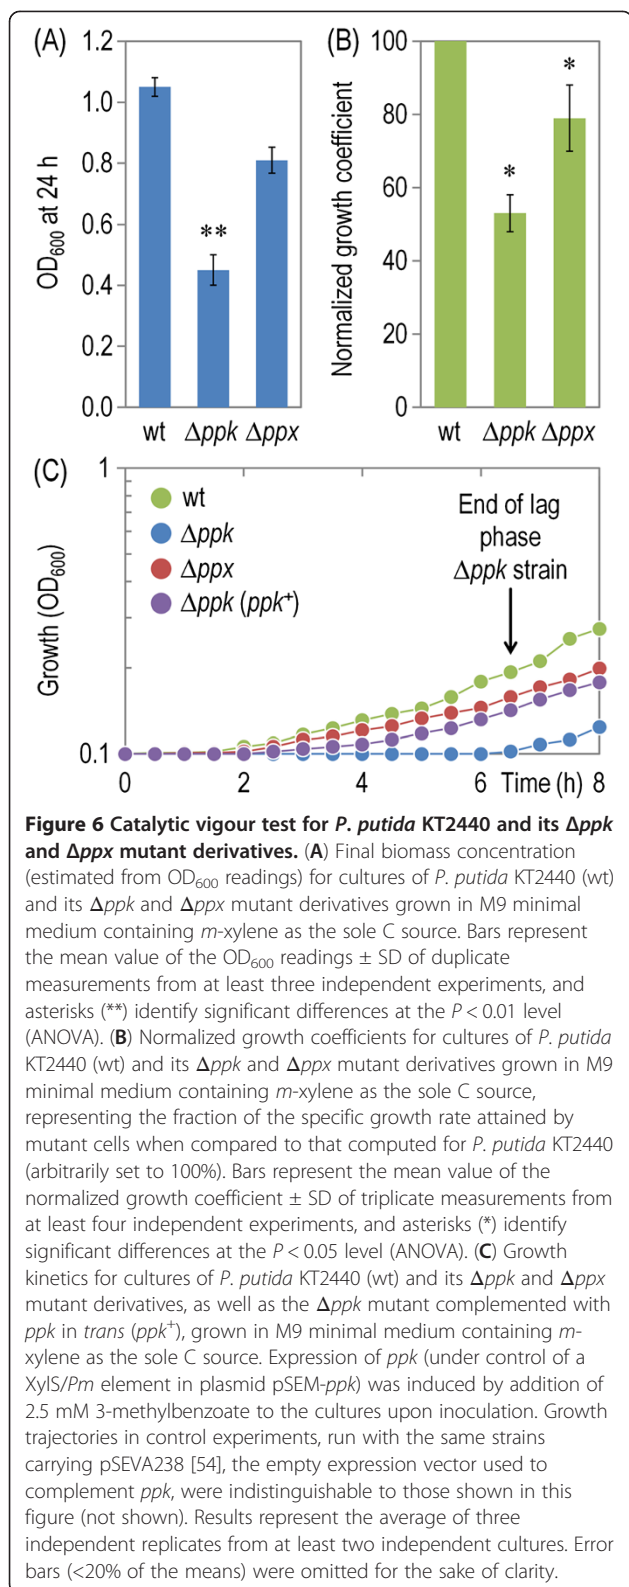 (A)
1.2
1.0
0.8
0.6
0.4
0.2
0.0
OD600 at 24 h
**
wt Δppk Δppx
(B)
100
80
60
40
20
0
Normalized growth coefficient
*
*
wt Δppk Δppx
(C)
1
0.1
Growth (OD600)
wt
Δppk
Δppx
Δppk (ppk+)
End of lag
phase
Δppk strain
0 2 4 6 Time (h) 8
Figure 6 Catalytic vigour test for P. putida KT2440 and its Δppk
and Δppx mutant derivatives. (A) Final biomass concentration
(estimated from OD600 readings) for cultures of P. putida KT2440 (wt)
and its Δppk and Δppx mutant derivatives grown in M9 minimal
medium containing m-xylene as the sole C source. Bars represent
the mean value of the OD600 readings ± SD of duplicate
measurements from at least three independent experiments, and
asterisks (**) identify significant differences at the P < 0.01 level
(ANOVA). (B) Normalized growth coefficients for cultures of P. putida
KT2440 (wt) and its Δppk and Δppx mutant derivatives grown in M9
minimal medium containing m-xylene as the sole C source,
representing the fraction of the specific growth rate attained by
mutant cells when compared to that computed for P. putida KT2440
(arbitrarily set to 100%). Bars represent the mean value of the
normalized growth coefficient ± SD of triplicate measurements from
at least four independent experiments, and asterisks (*) identify
significant differences at the P < 0.05 level (ANOVA). (C) Growth
kinetics for cultures of P. putida KT2440 (wt) and its Δppk and Δppx
mutant derivatives, as well as the Δppk mutant complemented with
ppk in trans (ppk+), grown in M9 minimal medium containing m-
xylene as the sole C source. Expression of ppk (under control of a
XylS/Pm element in plasmid pSEM-ppk) was induced by addition of
2.5 mM 3-methylbenzoate to the cultures upon inoculation. Growth
trajectories in control experiments, run with the same strains
carrying pSEVA238 [54], the empty expression vector used to
complement ppk, were indistinguishable to those shown in this
figure (not shown). Results represent the average of three
independent replicates from at least two independent cultures. Error
bars (<20% of the means) were omitted for the sake of clarity.